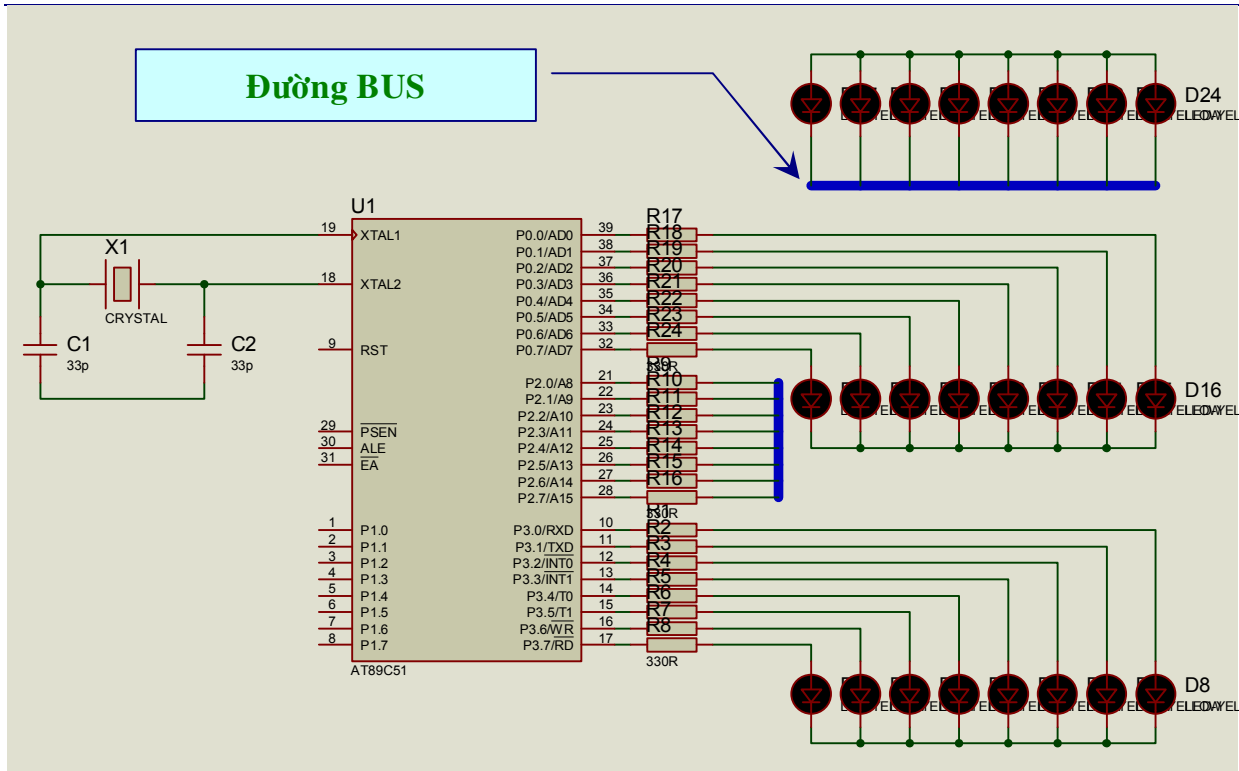 Đường BUS
D24
U1
19 XTAL1
18 XTAL2
9 RST
29 PSEN
30 ALE
31 EA
1 P1.0
2 P1.1
3 P1.2
4 P1.3
5 P1.4
6 P1.5
7 P1.6
8 P1.7
AT89C51
P0.0/AD0 39
P0.1/AD1 38
P0.2/AD2 37
P0.3/AD3 36
P0.4/AD4 35
P0.5/AD5 34
P0.6/AD6 33
P0.7/AD7 32
P2.0/A8 21
P2.1/A9 22
P2.2/A10 23
P2.3/A11 24
P2.4/A12 25
P2.5/A13 26
P2.6/A14 27
P2.7/A15 28
P3.0/RXD 10
P3.1/TXD 11
P3.2/INT0 12
P3.3/INT1 13
P3.4/T0 14
P3.5/T1 15
P3.6/WR 16
P3.7/RD 17
X1
CRYSTAL
C1
33p
C2
33p
R17
R18
R19
R20
R21
R22
R23
R24
R10
R11
R12
R13
R14
R15
R16
R2
R3
R4
R5
R6
R7
R8
330R
D16
D8